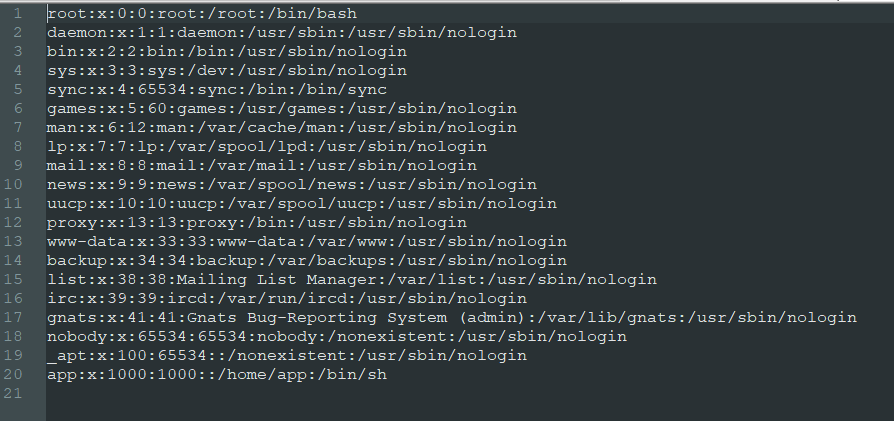 1 root:x:0:0:root:/root:/bin/bash
2 daemon:x:1:1:daemon:/usr/sbin:/usr/sbin/nologin
3 bin:x:2:2:bin:/bin:/usr/sbin/nologin
4 sys:x:3:3:sys:/dev:/usr/sbin/nologin
5 sync:x:4:65534:sync:/bin:/bin/sync
6 games:x:5:60:games:/usr/games:/usr/sbin/nologin
7 man:x:6:12:man:/var/cache/man:/usr/sbin/nologin
8 lp:x:7:7:lp:/var/spool/lpd:/usr/sbin/nologin
9 mail:x:8:8:mail:/var/mail:/usr/sbin/nologin
10 news:x:9:9:news:/var/spool/news:/usr/sbin/nologin
11 uucp:x:10:10:uucp:/var/spool/uucp:/usr/sbin/nologin
12 proxy:x:13:13:proxy:/bin:/usr/sbin/nologin
13 www-data:x:33:33:www-data:/var/www:/usr/sbin/nologin
14 backup:x:34:34:backup:/var/backups:/usr/sbin/nologin
15 list:x:38:38:Mailing List Manager:/var/list:/usr/sbin/nologin
16 irc:x:39:39:ircd:/var/run/ircd:/usr/sbin/nologin
17 gnats:x:41:41:Gnats Bug-Reporting System (admin):/var/lib/gnats:/usr/sbin/nologin
18 nobody:x:65534:65534:nobody:/nonexistent:/usr/sbin/nologin
19 _apt:x:100:65534::/nonexistent:/usr/sbin/nologin
20 app:x:1000:1000::/home/app:/bin/sh
21